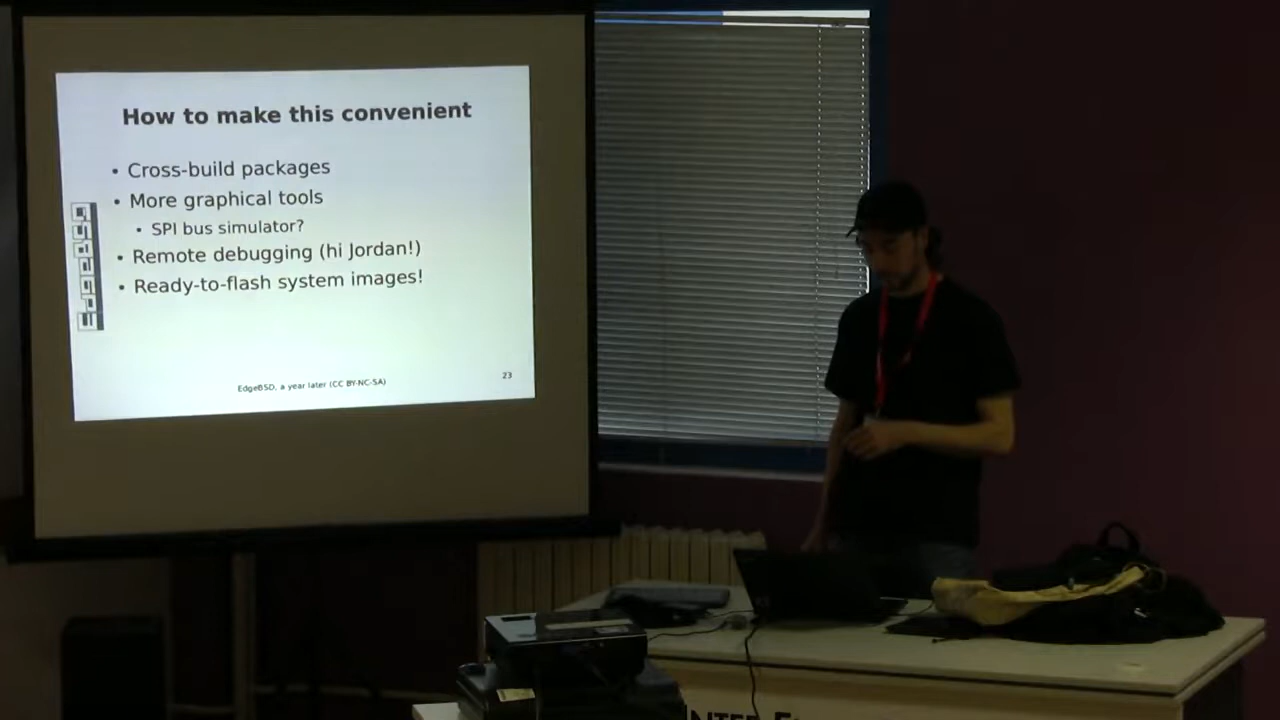 How to make this convenient
• Cross-build packages
• More graphical tools
• SPI bus simulator?
• Remote debugging (hi Jordan!)
• Ready-to-flash system images!
EdgeBSD, a year later (CC BY-NC-SA)
23